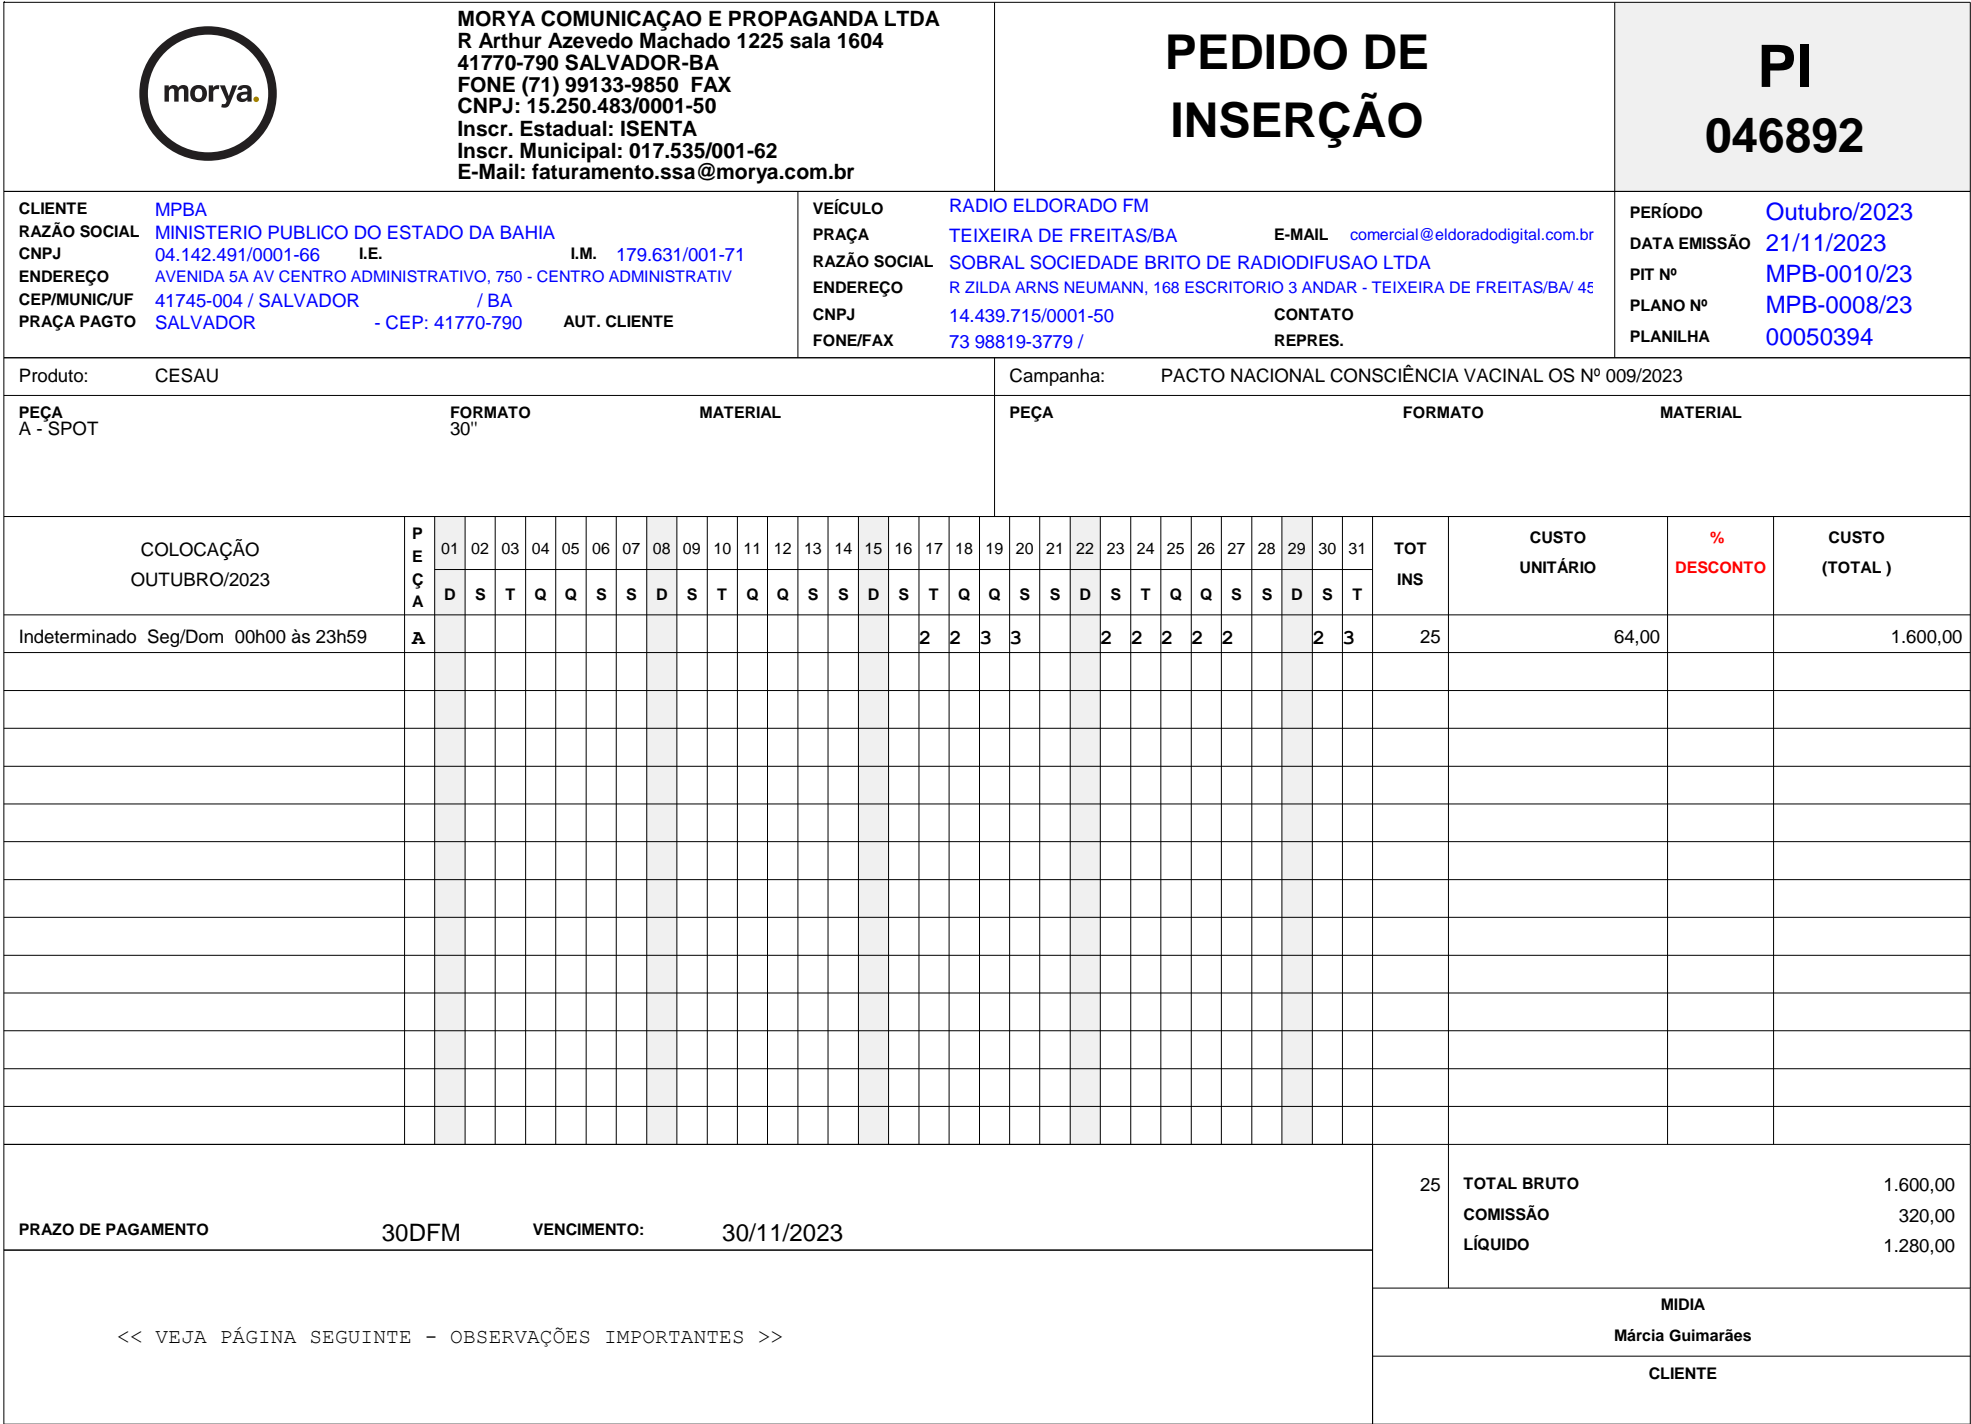 morya.
MORYA COMUNICAÇAO E PROPAGANDA LTDA
R Arthur Azevedo Machado 1225 sala 1604
41770-790 SALVADOR-BA
FONE (71) 99133-9850 FAX
CNPJ: 15.250.483/0001-50
Inscr. Estadual: ISENTA
Inscr. Municipal: 017.535/001-62
E-Mail: faturamento.ssa@morya.com.br
PEDIDO DE
INSERÇÃO
PI
046892
CLIENTE MPBA
RAZÃO SOCIAL MINISTERIO PUBLICO DO ESTADO DA BAHIA
CNPJ 04.142.491/0001-66 I.E. I.M. 179.631/001-71
ENDEREÇO AVENIDA 5A AV CENTRO ADMINISTRATIVO, 750 - CENTRO ADMINISTRATIV
CEP/MUNIC/UF 41745-004 / SALVADOR / BA
PRAÇA PAGTO SALVADOR - CEP: 41770-790 AUT. CLIENTE
VEÍCULO RADIO ELDORADO FM
PRAÇA TEIXEIRA DE FREITAS/BA E-MAIL comercial@eldoradodigital.com.br
RAZÃO SOCIAL SOBRAL SOCIEDADE BRITO DE RADIODIFUSAO LTDA
ENDEREÇO R ZILDA ARNS NEUMANN, 168 ESCRITORIO 3 ANDAR - TEIXEIRA DE FREITAS/BA/ 45
CNPJ 14.439.715/0001-50 CONTATO
FONE/FAX 73 98819-3779 / REPRES.
PERÍODO Outubro/2023
DATA EMISSÃO 21/11/2023
PIT Nº MPB-0010/23
PLANO Nº MPB-0008/23
PLANILHA 00050394
Produto: CESAU
Campanha: PACTO NACIONAL CONSCIÊNCIA VACINAL OS Nº 009/2023
PEÇA FORMATO MATERIAL PEÇA FORMATO MATERIAL
A - SPOT 30"
COLOCAÇÃO
OUTUBRO/2023
PEÇA
01 02 03 04 05 06 07 08 09 10 11 12 13 14 15 16 17 18 19 20 21 22 23 24 25 26 27 28 29 30 31
D S T Q Q S S D S T Q Q S S D S T Q Q S S D S T Q Q S S D S T
TOT
INS
CUSTO
UNITÁRIO
%
DESCONTO
CUSTO
(TOTAL )
Indeterminado Seg/Dom 00h00 às 23h59 A 2 2 3 3 2 2 2 2 2 2 3 25 64,00 1.600,00
25 TOTAL BRUTO 1.600,00
COMISSÃO 320,00
LÍQUIDO 1.280,00
PRAZO DE PAGAMENTO 30DFM VENCIMENTO: 30/11/2023
<< VEJA PÁGINA SEGUINTE - OBSERVAÇÕES IMPORTANTES >>
MIDIA
Márcia Guimarães
CLIENTE